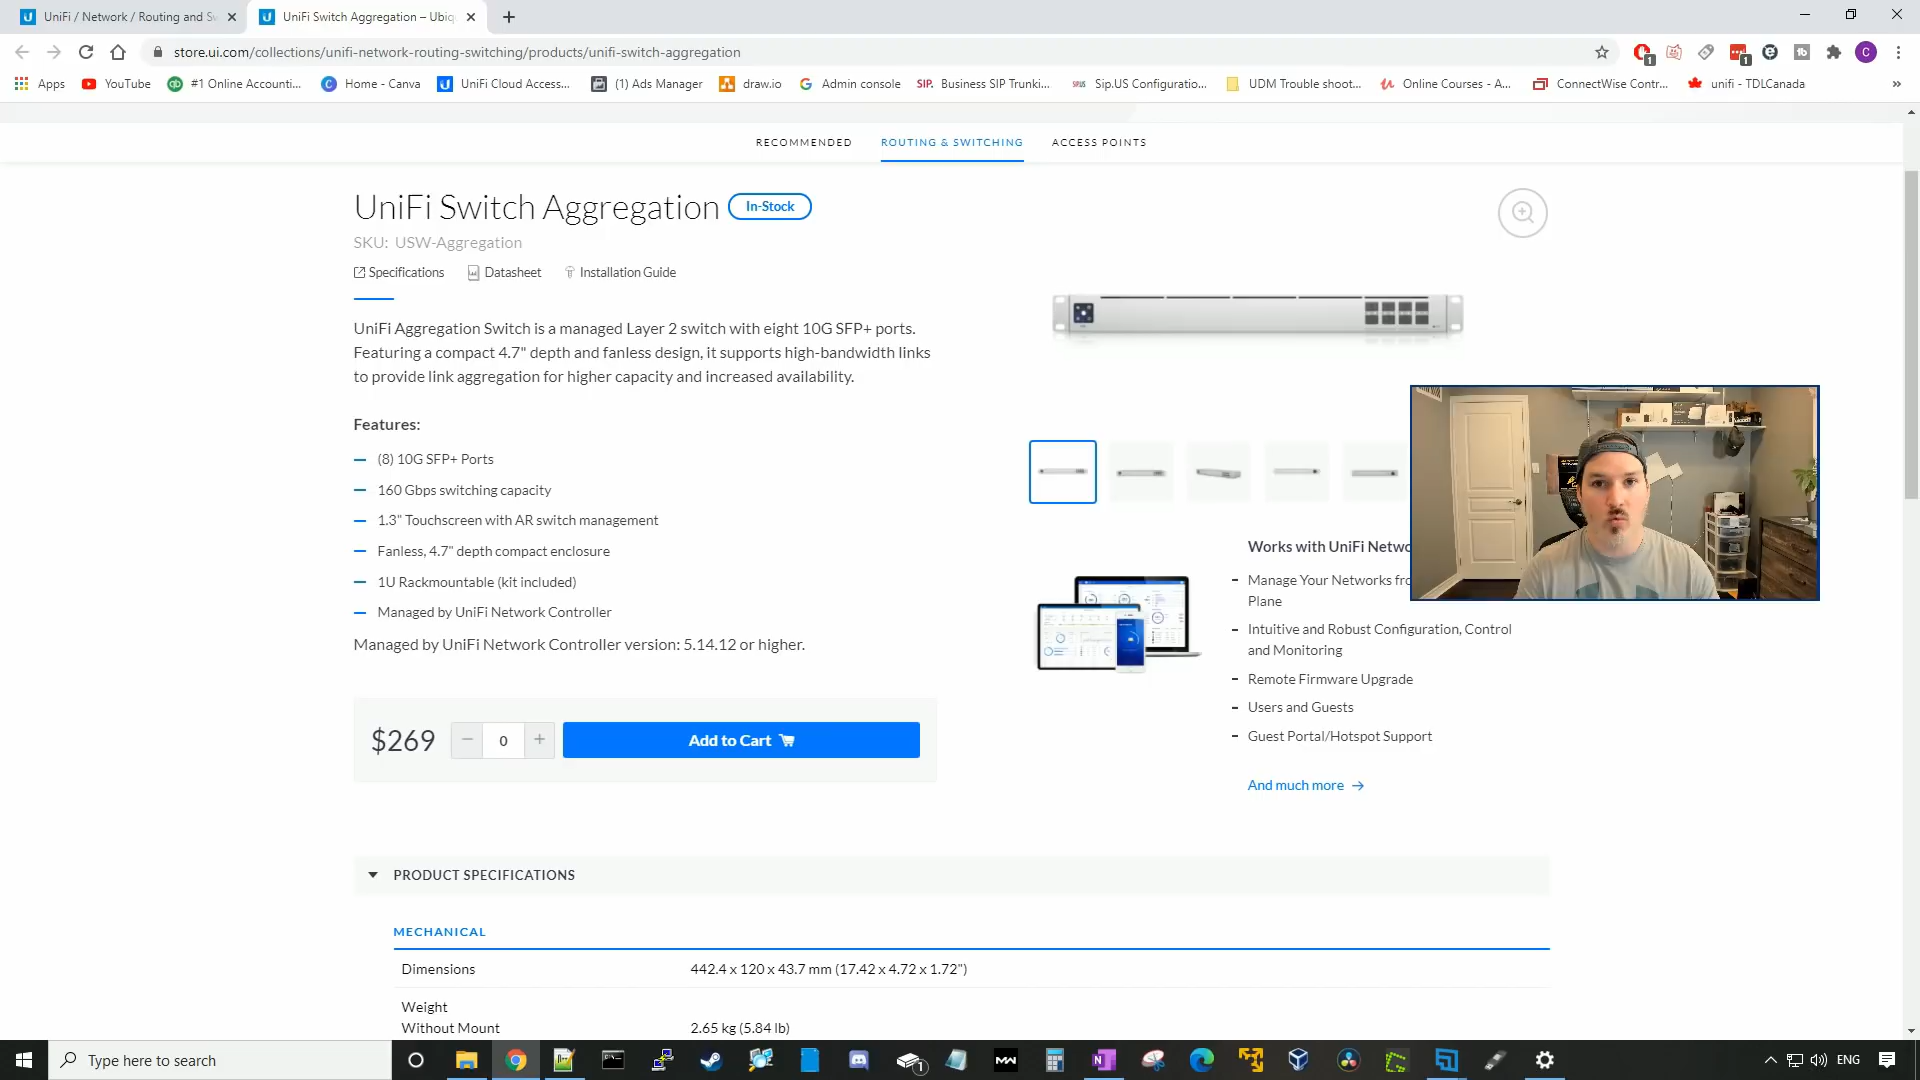 UniFi / Network / Routing and Sw
UniFi Switch Aggregation – Ubiqu
store.ui.com/collections/unifi-network-routing-switching/products/unifi-switch-aggregation
Apps
YouTube
#1 Online Accounti...
Home - Canva
UniFi Cloud Access...
(1) Ads Manager
draw.io
Admin console
SIP. Business SIP Trunki...
Sip.US Configuratio...
UDM Trouble shoot...
Online Courses - A...
ConnectWise Contr...
unifi - TDLCanada
RECOMMENDED
ROUTING & SWITCHING
ACCESS POINTS
UniFi Switch Aggregation In-Stock
SKU: USW-Aggregation
Specifications Datasheet Installation Guide
UniFi Aggregation Switch is a managed Layer 2 switch with eight 10G SFP+ ports.
Featuring a compact 4.7" depth and fanless design, it supports high-bandwidth links
to provide link aggregation for higher capacity and increased availability.
Features:
(8) 10G SFP+ Ports
160 Gbps switching capacity
1.3" Touchscreen with AR switch management
Fanless, 4.7" depth compact enclosure
1U Rackmountable (kit included)
Managed by UniFi Network Controller
Managed by UniFi Network Controller version: 5.14.12 or higher.
$269 − 0 + Add to Cart
Works with UniFi Netwo
- Manage Your Networks fro
Plane
- Intuitive and Robust Configuration, Control
and Monitoring
- Remote Firmware Upgrade
- Users and Guests
- Guest Portal/Hotspot Support
And much more →
PRODUCT SPECIFICATIONS
MECHANICAL
Dimensions 442.4 x 120 x 43.7 mm (17.42 x 4.72 x 1.72")
Weight
Without Mount 2.65 kg (5.84 lb)
Type here to search
ENG